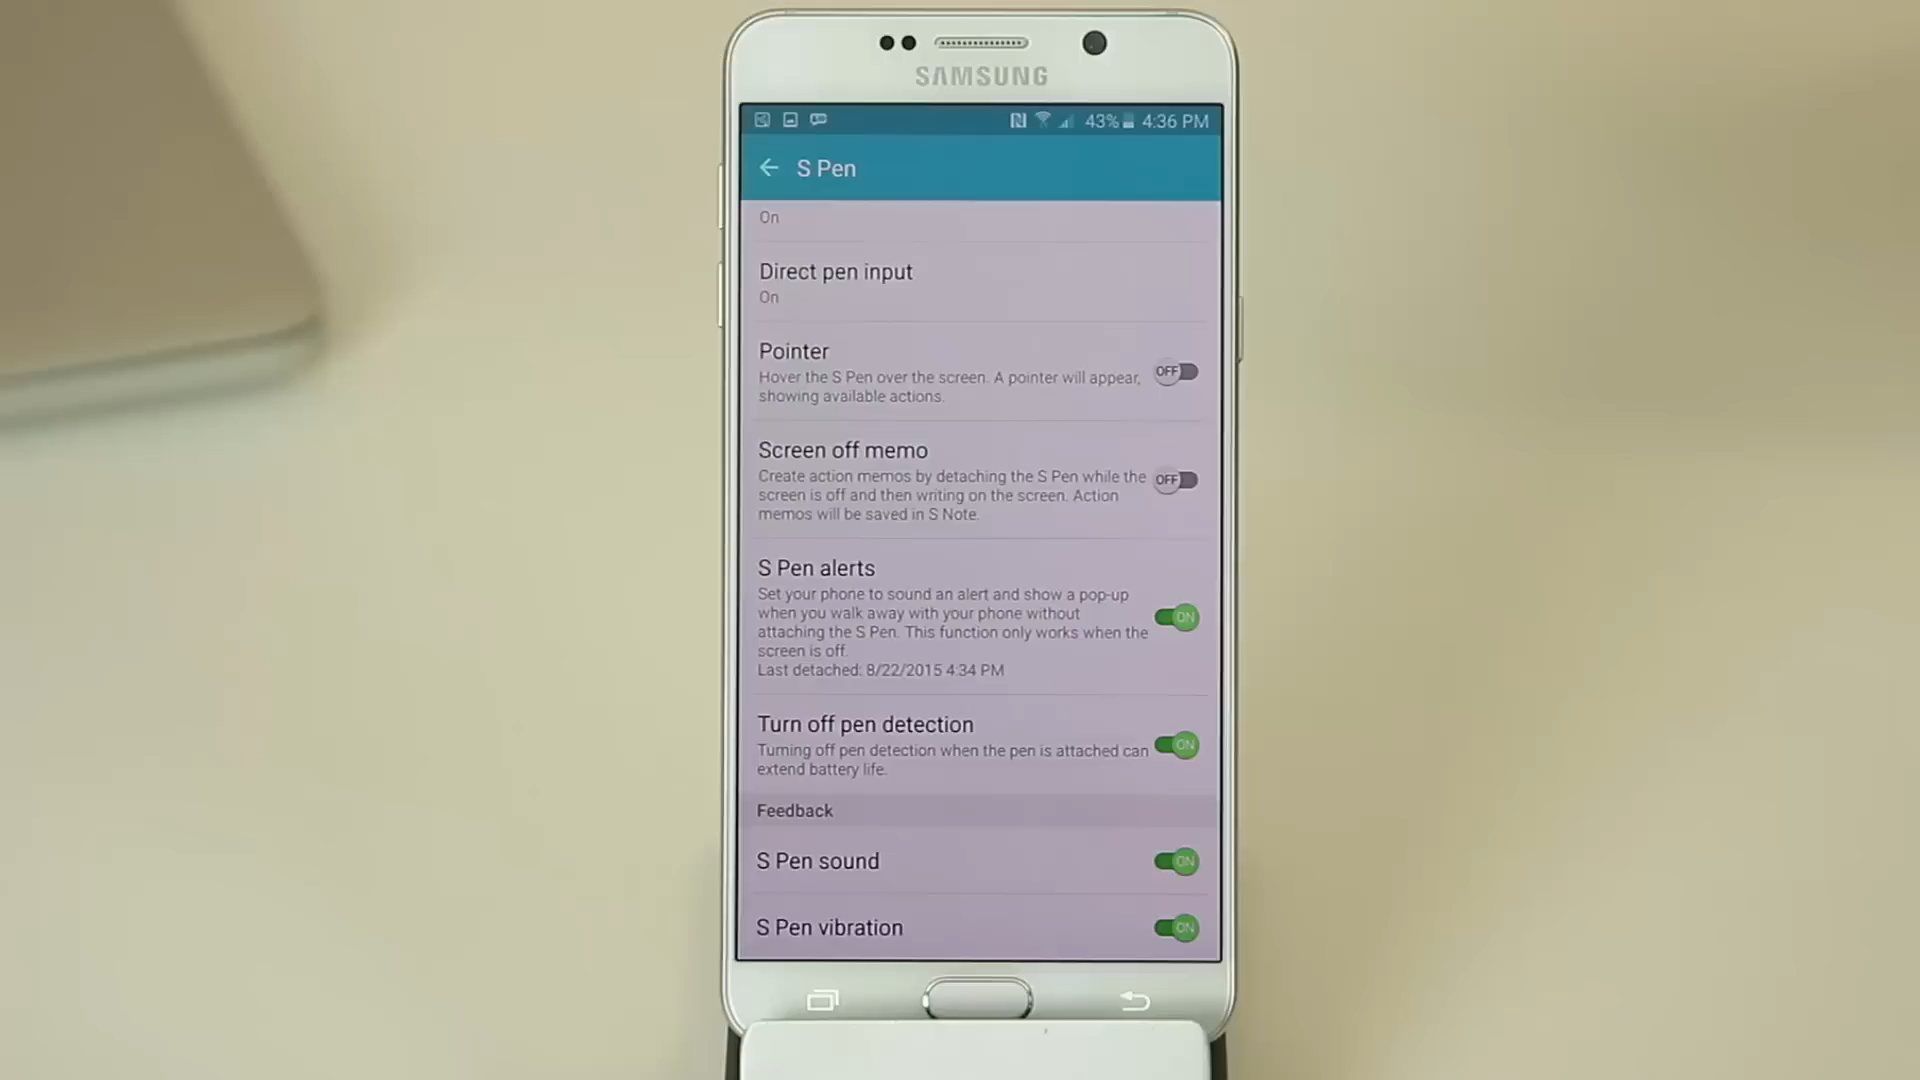 SAMSUNG
43% 4:36 PM
S Pen
On
Direct pen input
On
Pointer
Hover the S Pen over the screen. A pointer will appear,
showing available actions.
OFF
Screen off memo
Create action memos by detaching the S Pen while the
screen is off and then writing on the screen. Action
memos will be saved in S Note.
OFF
S Pen alerts
Set your phone to sound an alert and show a pop-up
when you walk away with your phone without
attaching the S Pen. This function only works when the
screen is off.
Last detached: 8/22/2015 4:34 PM
ON
Turn off pen detection
Turning off pen detection when the pen is attached can
extend battery life.
ON
Feedback
S Pen sound
ON
S Pen vibration
ON